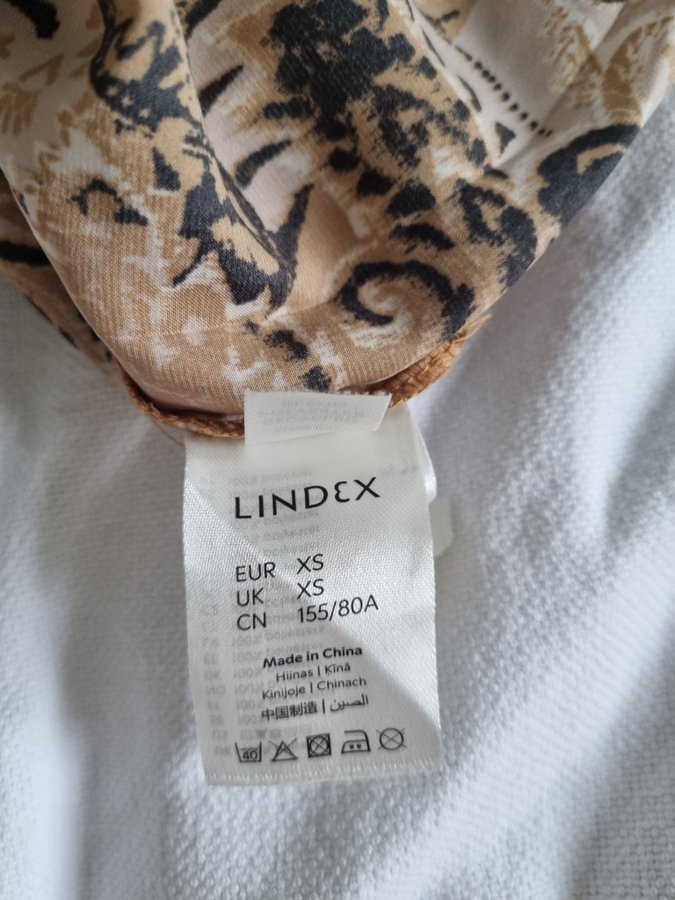 LINDEX
EUR XS
UK XS
CN 155/80A
Made in China
Hiinas | Ķīnā
Kinijoje | Chinach
中国制造 | الصين
40